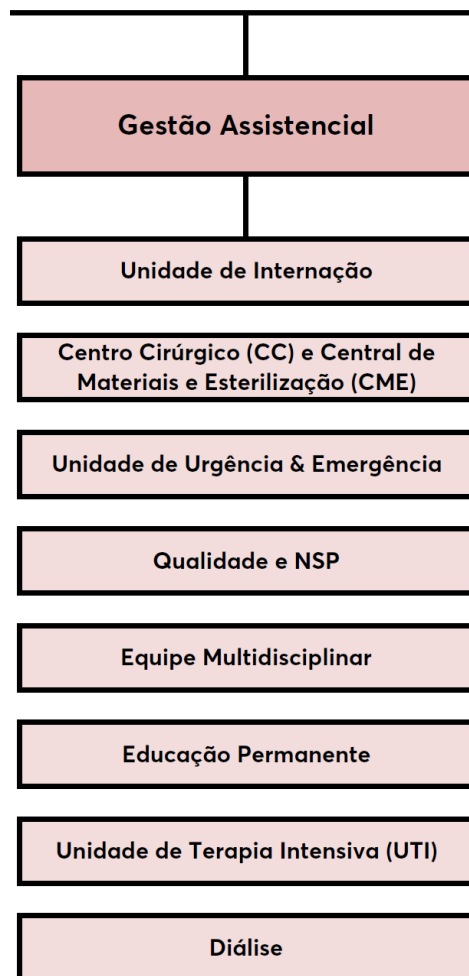 Gestão Assistencial
Unidade de Internação
Centro Cirúrgico (CC) e Central de
Materiais e Esterilização (CME)
Unidade de Urgência & Emergência
Qualidade e NSP
Equipe Multidisciplinar
Educação Permanente
Unidade de Terapia Intensiva (UTI)
Diálise